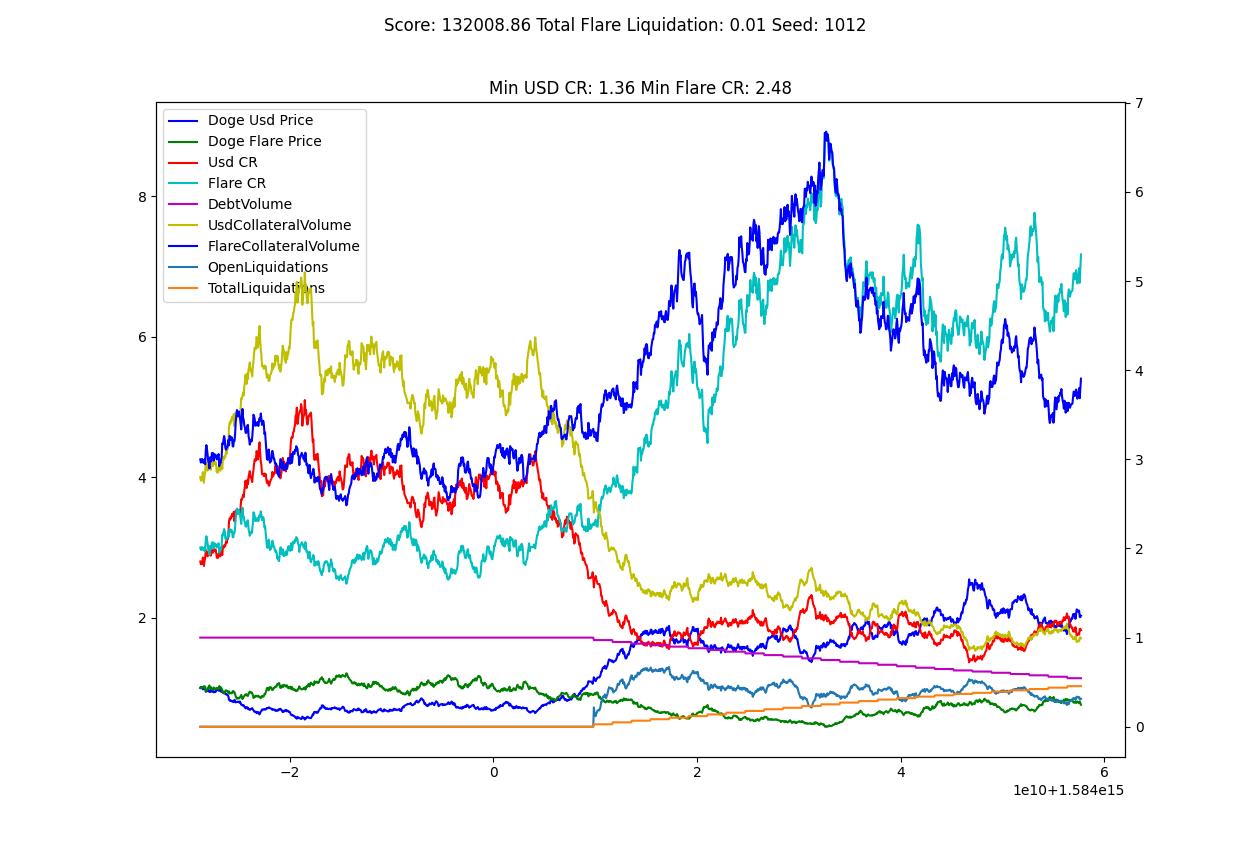 Score: 132008.86 Total Flare Liquidation: 0.01 Seed: 1012
Min USD CR: 1.36 Min Flare CR: 2.48
Doge Usd Price
Doge Flare Price
Usd CR
Flare CR
DebtVolume
UsdCollateralVolume
FlareCollateralVolume
OpenLiquidations
TotalLiquidations
8
6
4
2
7
6
5
4
3
2
1
0
−2
0
2
4
6
1e10+1.584e15